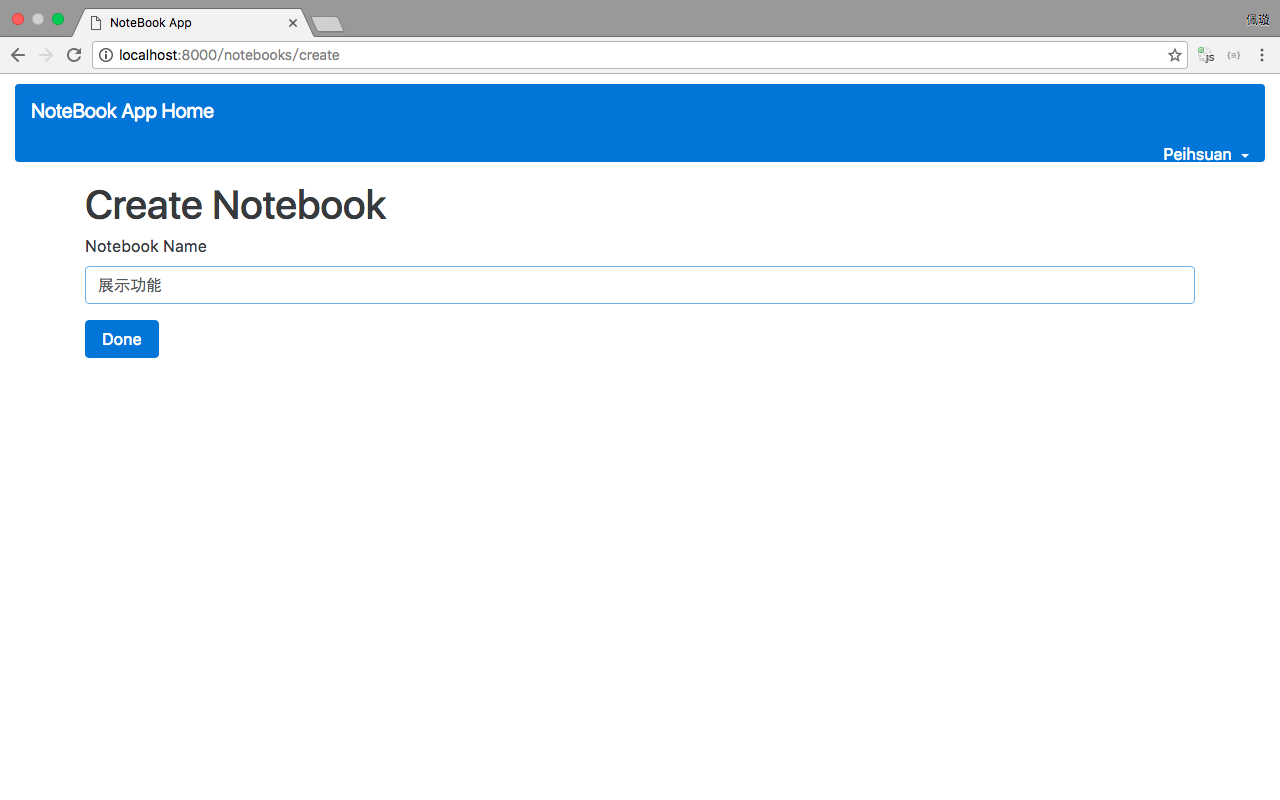 NoteBook App
佩璇
localhost:8000/notebooks/create
JS
NoteBook App Home
Peihsuan
Create Notebook
Notebook Name
展示功能
Done